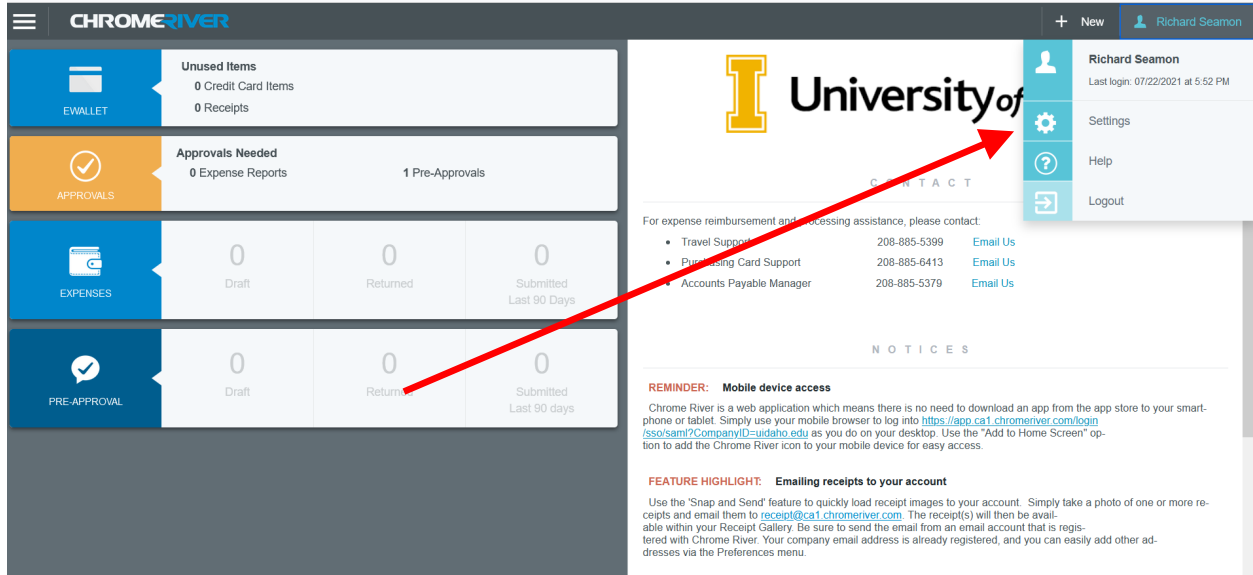 CHROMERIVER
+ New
Richard Seamon
Richard Seamon
Last login: 07/22/2021 at 5:52 PM
Settings
Help
Logout
EWALLET
Unused Items
0 Credit Card Items
0 Receipts
APPROVALS
Approvals Needed
0 Expense Reports 1 Pre-Approvals
EXPENSES
0 0 0
Draft Returned Submitted
Last 90 Days
PRE-APPROVAL
0 0 0
Draft Returned Submitted
Last 90 days
I University of
CONTACT
For expense reimbursement and processing assistance, please contact:
• Travel Support 208-885-5399 Email Us
• Purchasing Card Support 208-885-6413 Email Us
• Accounts Payable Manager 208-885-5379 Email Us
NOTICES
REMINDER: Mobile device access
Chrome River is a web application which means there is no need to download an app from the app store to your smart-
phone or tablet. Simply use your mobile browser to log into https://app.ca1.chromeriver.com/login
/sso/saml?CompanyID=uidaho.edu as you do on your desktop. Use the "Add to Home Screen" op-
tion to add the Chrome River icon to your mobile device for easy access.
FEATURE HIGHLIGHT: Emailing receipts to your account
Use the 'Snap and Send' feature to quickly load receipt images to your account. Simply take a photo of one or more re-
ceipts and email them to receipt@ca1.chromeriver.com. The receipt(s) will then be avail-
able within your Receipt Gallery. Be sure to send the email from an email account that is regis-
tered with Chrome River. Your company email address is already registered, and you can easily add other ad-
dresses via the Preferences menu.